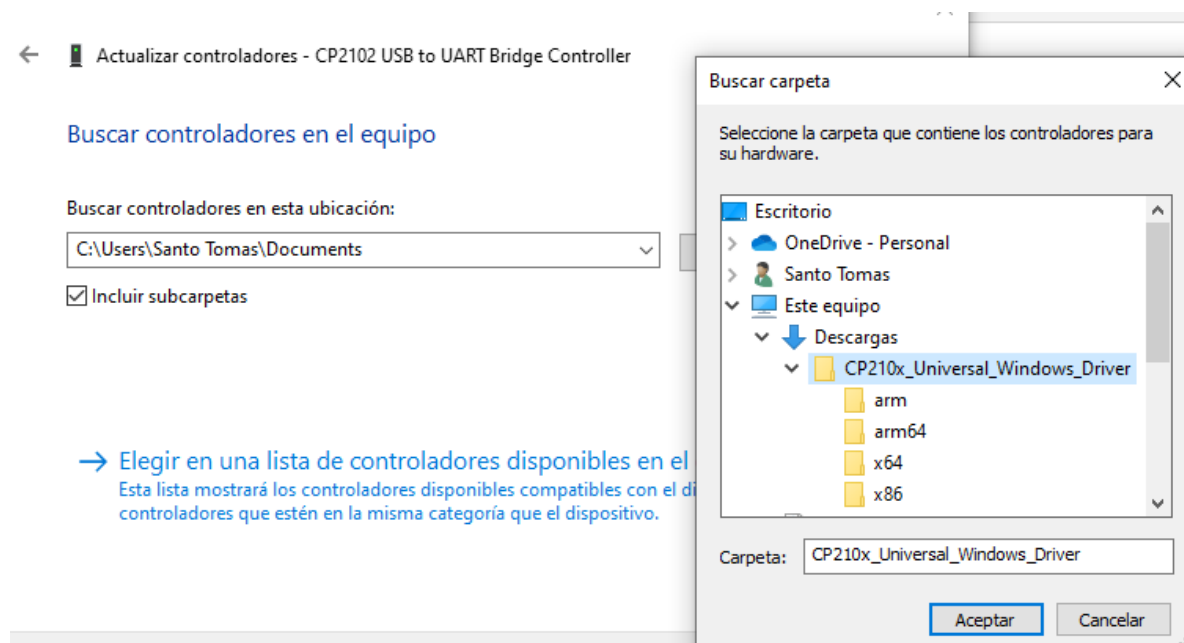 Actualizar controladores - CP2102 USB to UART Bridge Controller
Buscar controladores en el equipo
Buscar controladores en esta ubicación:
C:\Users\Santo Tomas\Documents
Incluir subcarpetas
Elegir en una lista de controladores disponibles en el
Esta lista mostrará los controladores disponibles compatibles con el di
controladores que estén en la misma categoría que el dispositivo.
Buscar carpeta
Seleccione la carpeta que contiene los controladores para
su hardware.
Escritorio
OneDrive - Personal
Santo Tomas
Este equipo
Descargas
CP210x_Universal_Windows_Driver
arm
arm64
x64
x86
Carpeta: CP210x_Universal_Windows_Driver
Aceptar Cancelar